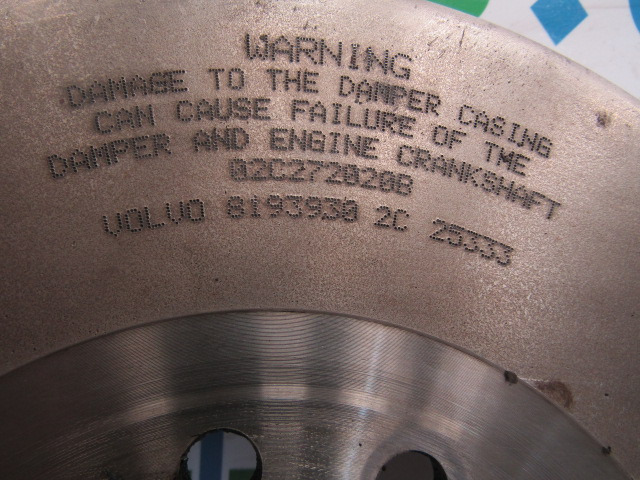 WARNING
DAMAGE TO THE DAMPER CASING
CAN CAUSE FAILURE OF THE
DAMPER AND ENGINE CRANKSHAFT
02C272020B
VOLVO 8193930 2C 25333